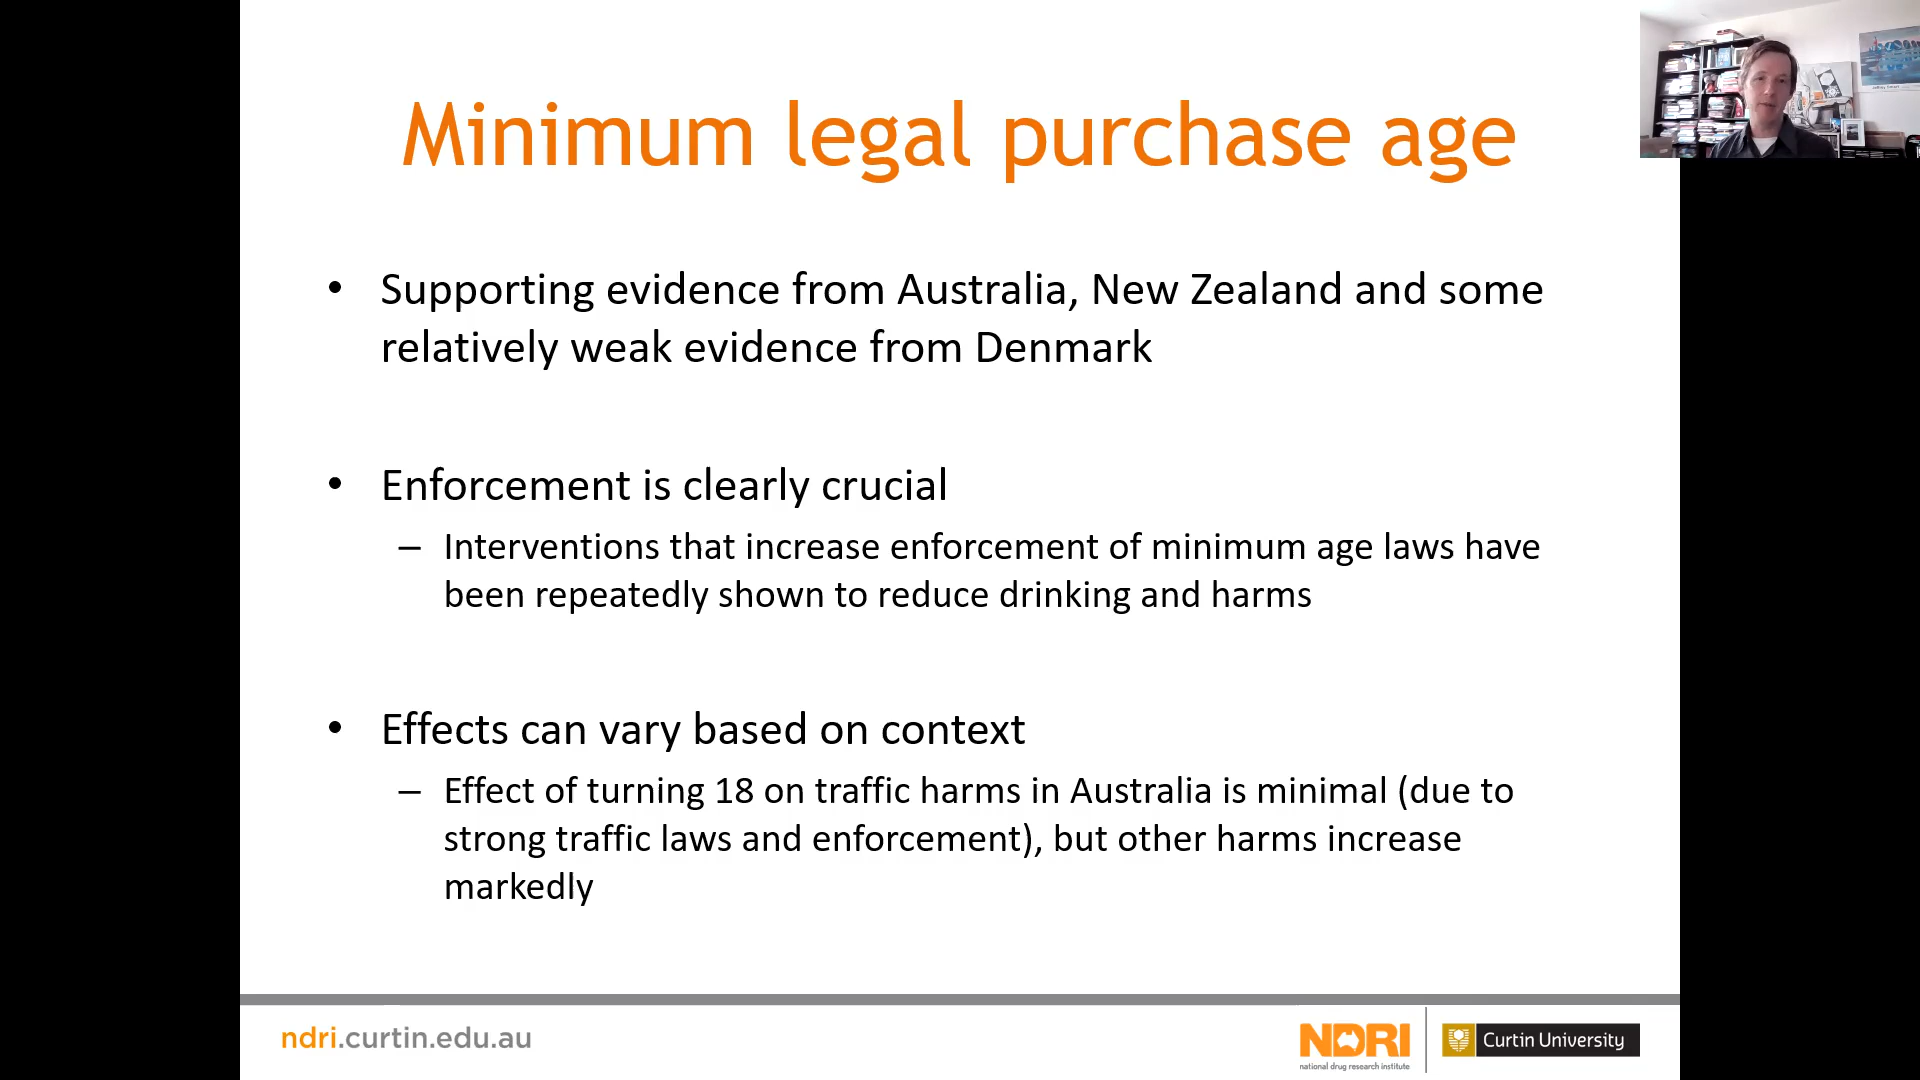 Minimum legal purchase age
• Supporting evidence from Australia, New Zealand and some
relatively weak evidence from Denmark
• Enforcement is clearly crucial
– Interventions that increase enforcement of minimum age laws have
been repeatedly shown to reduce drinking and harms
• Effects can vary based on context
– Effect of turning 18 on traffic harms in Australia is minimal (due to
strong traffic laws and enforcement), but other harms increase
markedly
ndri.curtin.edu.au
NDRI
national drug research institute
Curtin University